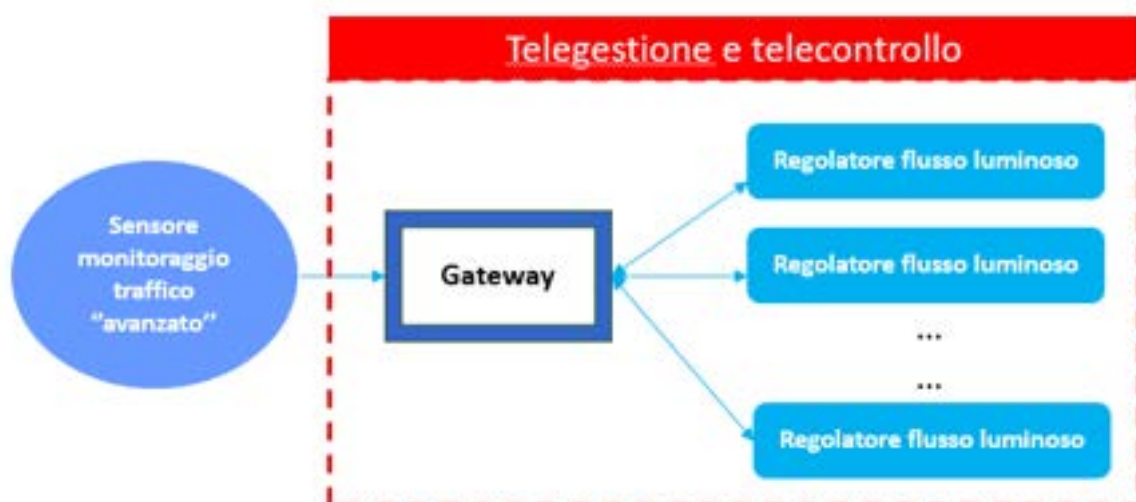 Telegestione e telecontrollo
Sensore
monitoraggio
traffico
"avanzato"
Gateway
Regolatore flusso luminoso
Regolatore flusso luminoso
...
...
Regolatore flusso luminoso